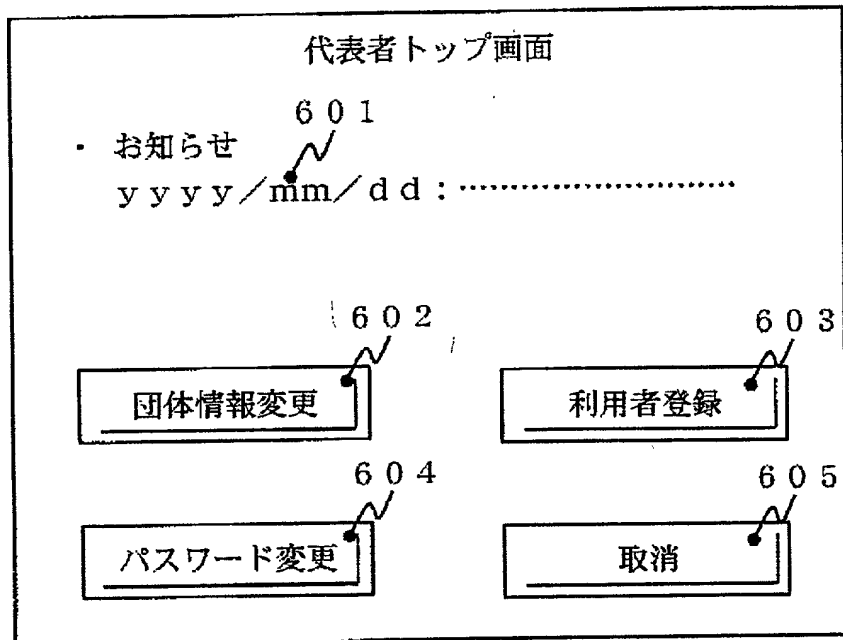 代表者トップ画面
601
・ お知らせ
yyyy/mm/dd:…………………………
602
603
団体情報変更
利用者登録
604
605
パスワード変更
取消